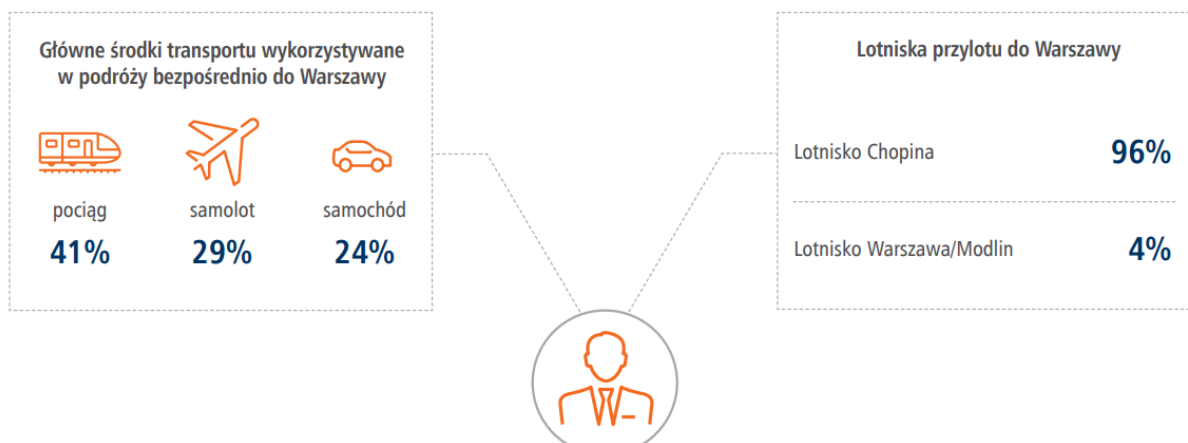 Główne środki transportu wykorzystywane
w podróży bezpośrednio do Warszawy
pociąg
samolot
samochód
41%
29%
24%
Lotniska przylotu do Warszawy
Lotnisko Chopina
96%
Lotnisko Warszawa/Modlin
4%